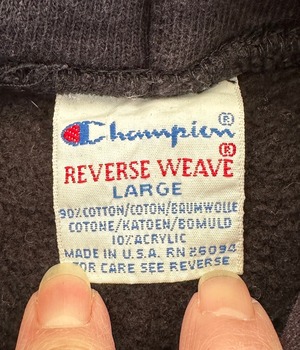 Champion®
®
REVERSE WEAVE
LARGE
90% COTTON/COTON/BAUMWOLLE
COTONE/KATOEN/BOMULD
10% ACRYLIC
MADE IN U.S.A. RN 26094
FOR CARE SEE REVERSE